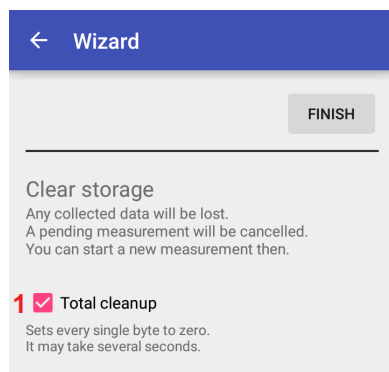 Wizard
FINISH
Clear storage
Any collected data will be lost.
A pending measurement will be cancelled.
You can start a new measurement then.
1 Total cleanup
Sets every single byte to zero.
It may take several seconds.